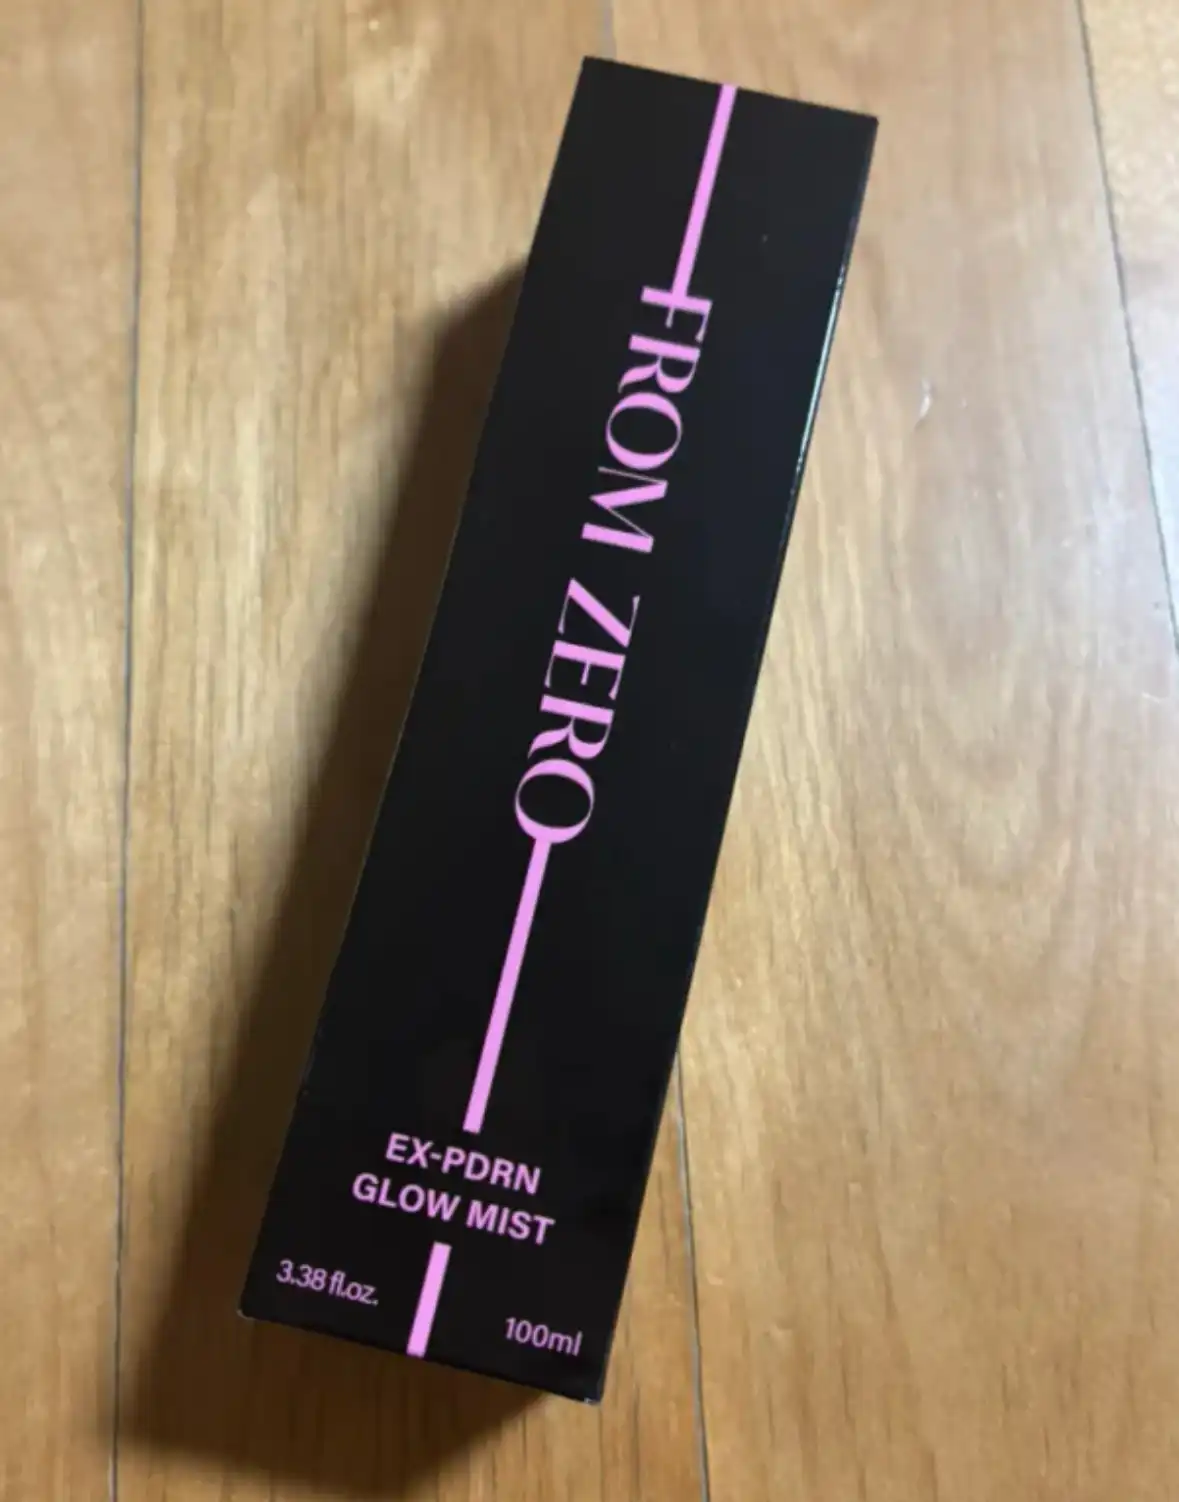 FROM ZERO
EX-PDRN
GLOW MIST
3.38 fl.oz.
100ml